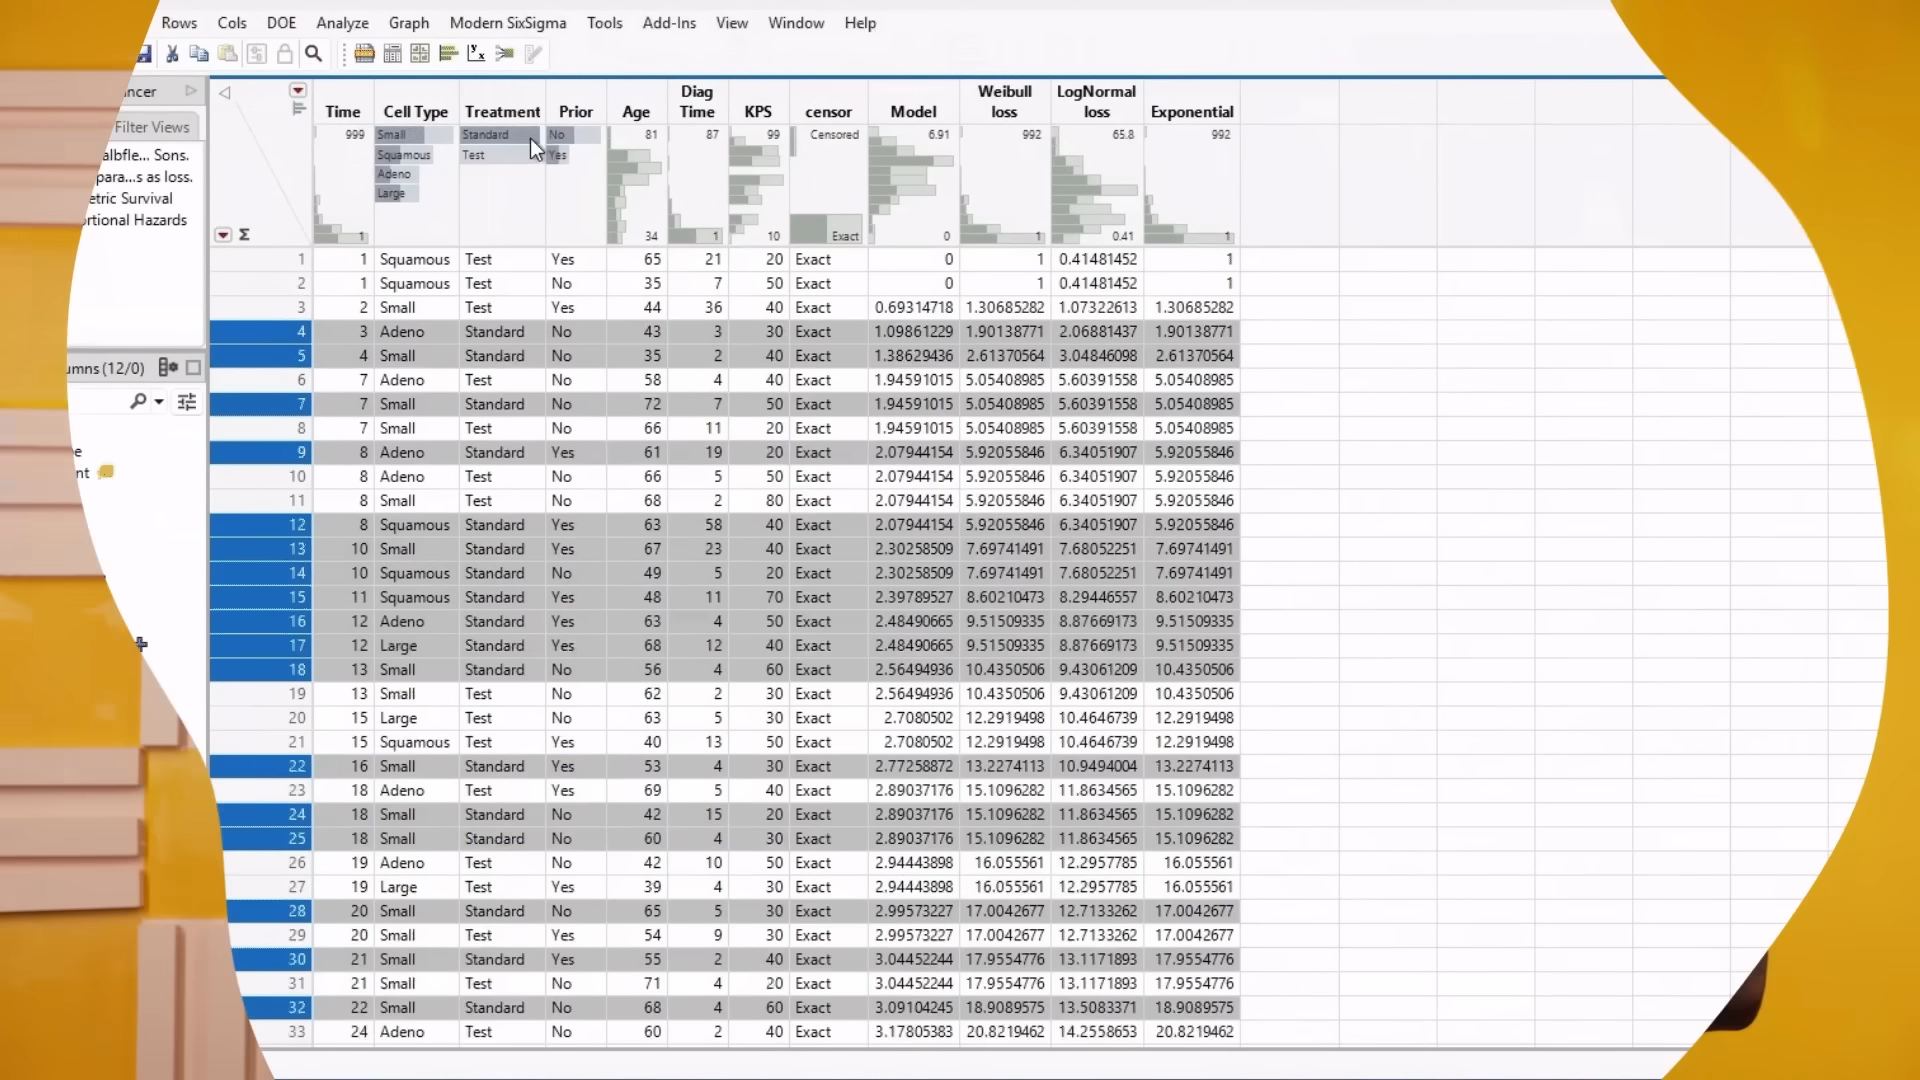 Rows Cols DOE Analyze Graph Modern SixSigma Tools Add-Ins View Window Help
ncer
Filter Views
albfle... Sons.
para...s as loss.
etric Survival
ortional Hazards
umns (12/0)
e
nt
Time Cell Type Treatment Prior Age Diag Time KPS censor Model Weibull loss LogNormal loss Exponential
999 Small Standard No 81 87 99 Censored 6.91 992 65.8 992
Squamous Test Yes
Adeno
Large
Σ 1 34 1 10 Exact 0 1 0.41 1
1 1 Squamous Test Yes 65 21 20 Exact 0 1 0.41481452 1
2 1 Squamous Test No 35 7 50 Exact 0 1 0.41481452 1
3 2 Small Test Yes 44 36 40 Exact 0.69314718 1.30685282 1.07322613 1.30685282
4 3 Adeno Standard No 43 3 30 Exact 1.09861229 1.90138771 2.06881437 1.90138771
5 4 Small Standard No 35 2 40 Exact 1.38629436 2.61370564 3.04846098 2.61370564
6 7 Adeno Test No 58 4 40 Exact 1.94591015 5.05408985 5.60391558 5.05408985
7 7 Small Standard No 72 7 50 Exact 1.94591015 5.05408985 5.60391558 5.05408985
8 7 Small Test No 66 11 20 Exact 1.94591015 5.05408985 5.60391558 5.05408985
9 8 Adeno Standard Yes 61 19 20 Exact 2.07944154 5.92055846 6.34051907 5.92055846
10 8 Adeno Test No 66 5 50 Exact 2.07944154 5.92055846 6.34051907 5.92055846
11 8 Small Test No 68 2 80 Exact 2.07944154 5.92055846 6.34051907 5.92055846
12 8 Squamous Standard Yes 63 58 40 Exact 2.07944154 5.92055846 6.34051907 5.92055846
13 10 Small Standard Yes 67 23 40 Exact 2.30258509 7.69741491 7.68052251 7.69741491
14 10 Squamous Standard No 49 5 20 Exact 2.30258509 7.69741491 7.68052251 7.69741491
15 11 Squamous Standard Yes 48 11 70 Exact 2.39789527 8.60210473 8.29446557 8.60210473
16 12 Adeno Standard Yes 63 4 50 Exact 2.48490665 9.51509335 8.87669173 9.51509335
17 12 Large Standard Yes 68 12 40 Exact 2.48490665 9.51509335 8.87669173 9.51509335
18 13 Small Standard No 56 4 60 Exact 2.56494936 10.4350506 9.43061209 10.4350506
19 13 Small Test No 62 2 30 Exact 2.56494936 10.4350506 9.43061209 10.4350506
20 15 Large Test No 63 5 30 Exact 2.7080502 12.2919498 10.4646739 12.2919498
21 15 Squamous Test Yes 40 13 50 Exact 2.7080502 12.2919498 10.4646739 12.2919498
22 16 Small Standard Yes 53 4 30 Exact 2.77258872 13.2274113 10.9494004 13.2274113
23 18 Adeno Test Yes 69 5 40 Exact 2.89037176 15.1096282 11.8634565 15.1096282
24 18 Small Standard No 42 15 20 Exact 2.89037176 15.1096282 11.8634565 15.1096282
25 18 Small Standard No 60 4 30 Exact 2.89037176 15.1096282 11.8634565 15.1096282
26 19 Adeno Test No 42 10 50 Exact 2.94443898 16.055561 12.2957785 16.055561
27 19 Large Test Yes 39 4 30 Exact 2.94443898 16.055561 12.2957785 16.055561
28 20 Small Standard No 65 5 30 Exact 2.99573227 17.0042677 12.7133262 17.0042677
29 20 Small Test Yes 54 9 30 Exact 2.99573227 17.0042677 12.7133262 17.0042677
30 21 Small Standard Yes 55 2 40 Exact 3.04452244 17.9554776 13.1171893 17.9554776
31 21 Small Test No 71 4 20 Exact 3.04452244 17.9554776 13.1171893 17.9554776
32 22 Small Standard No 68 4 60 Exact 3.09104245 18.9089575 13.5083371 18.9089575
33 24 Adeno Test No 60 2 40 Exact 3.17805383 20.8219462 14.2558653 20.8219462